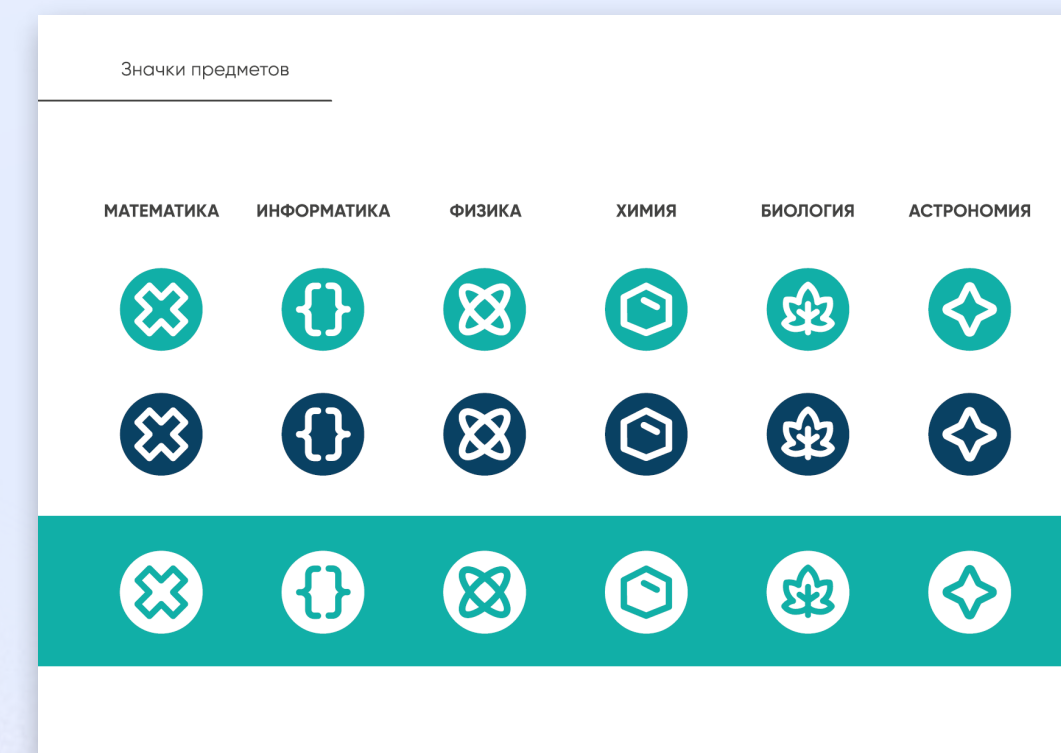 Значки предметов
МАТЕМАТИКА ИНФОРМАТИКА ФИЗИКА ХИМИЯ БИОЛОГИЯ АСТРОНОМИЯ